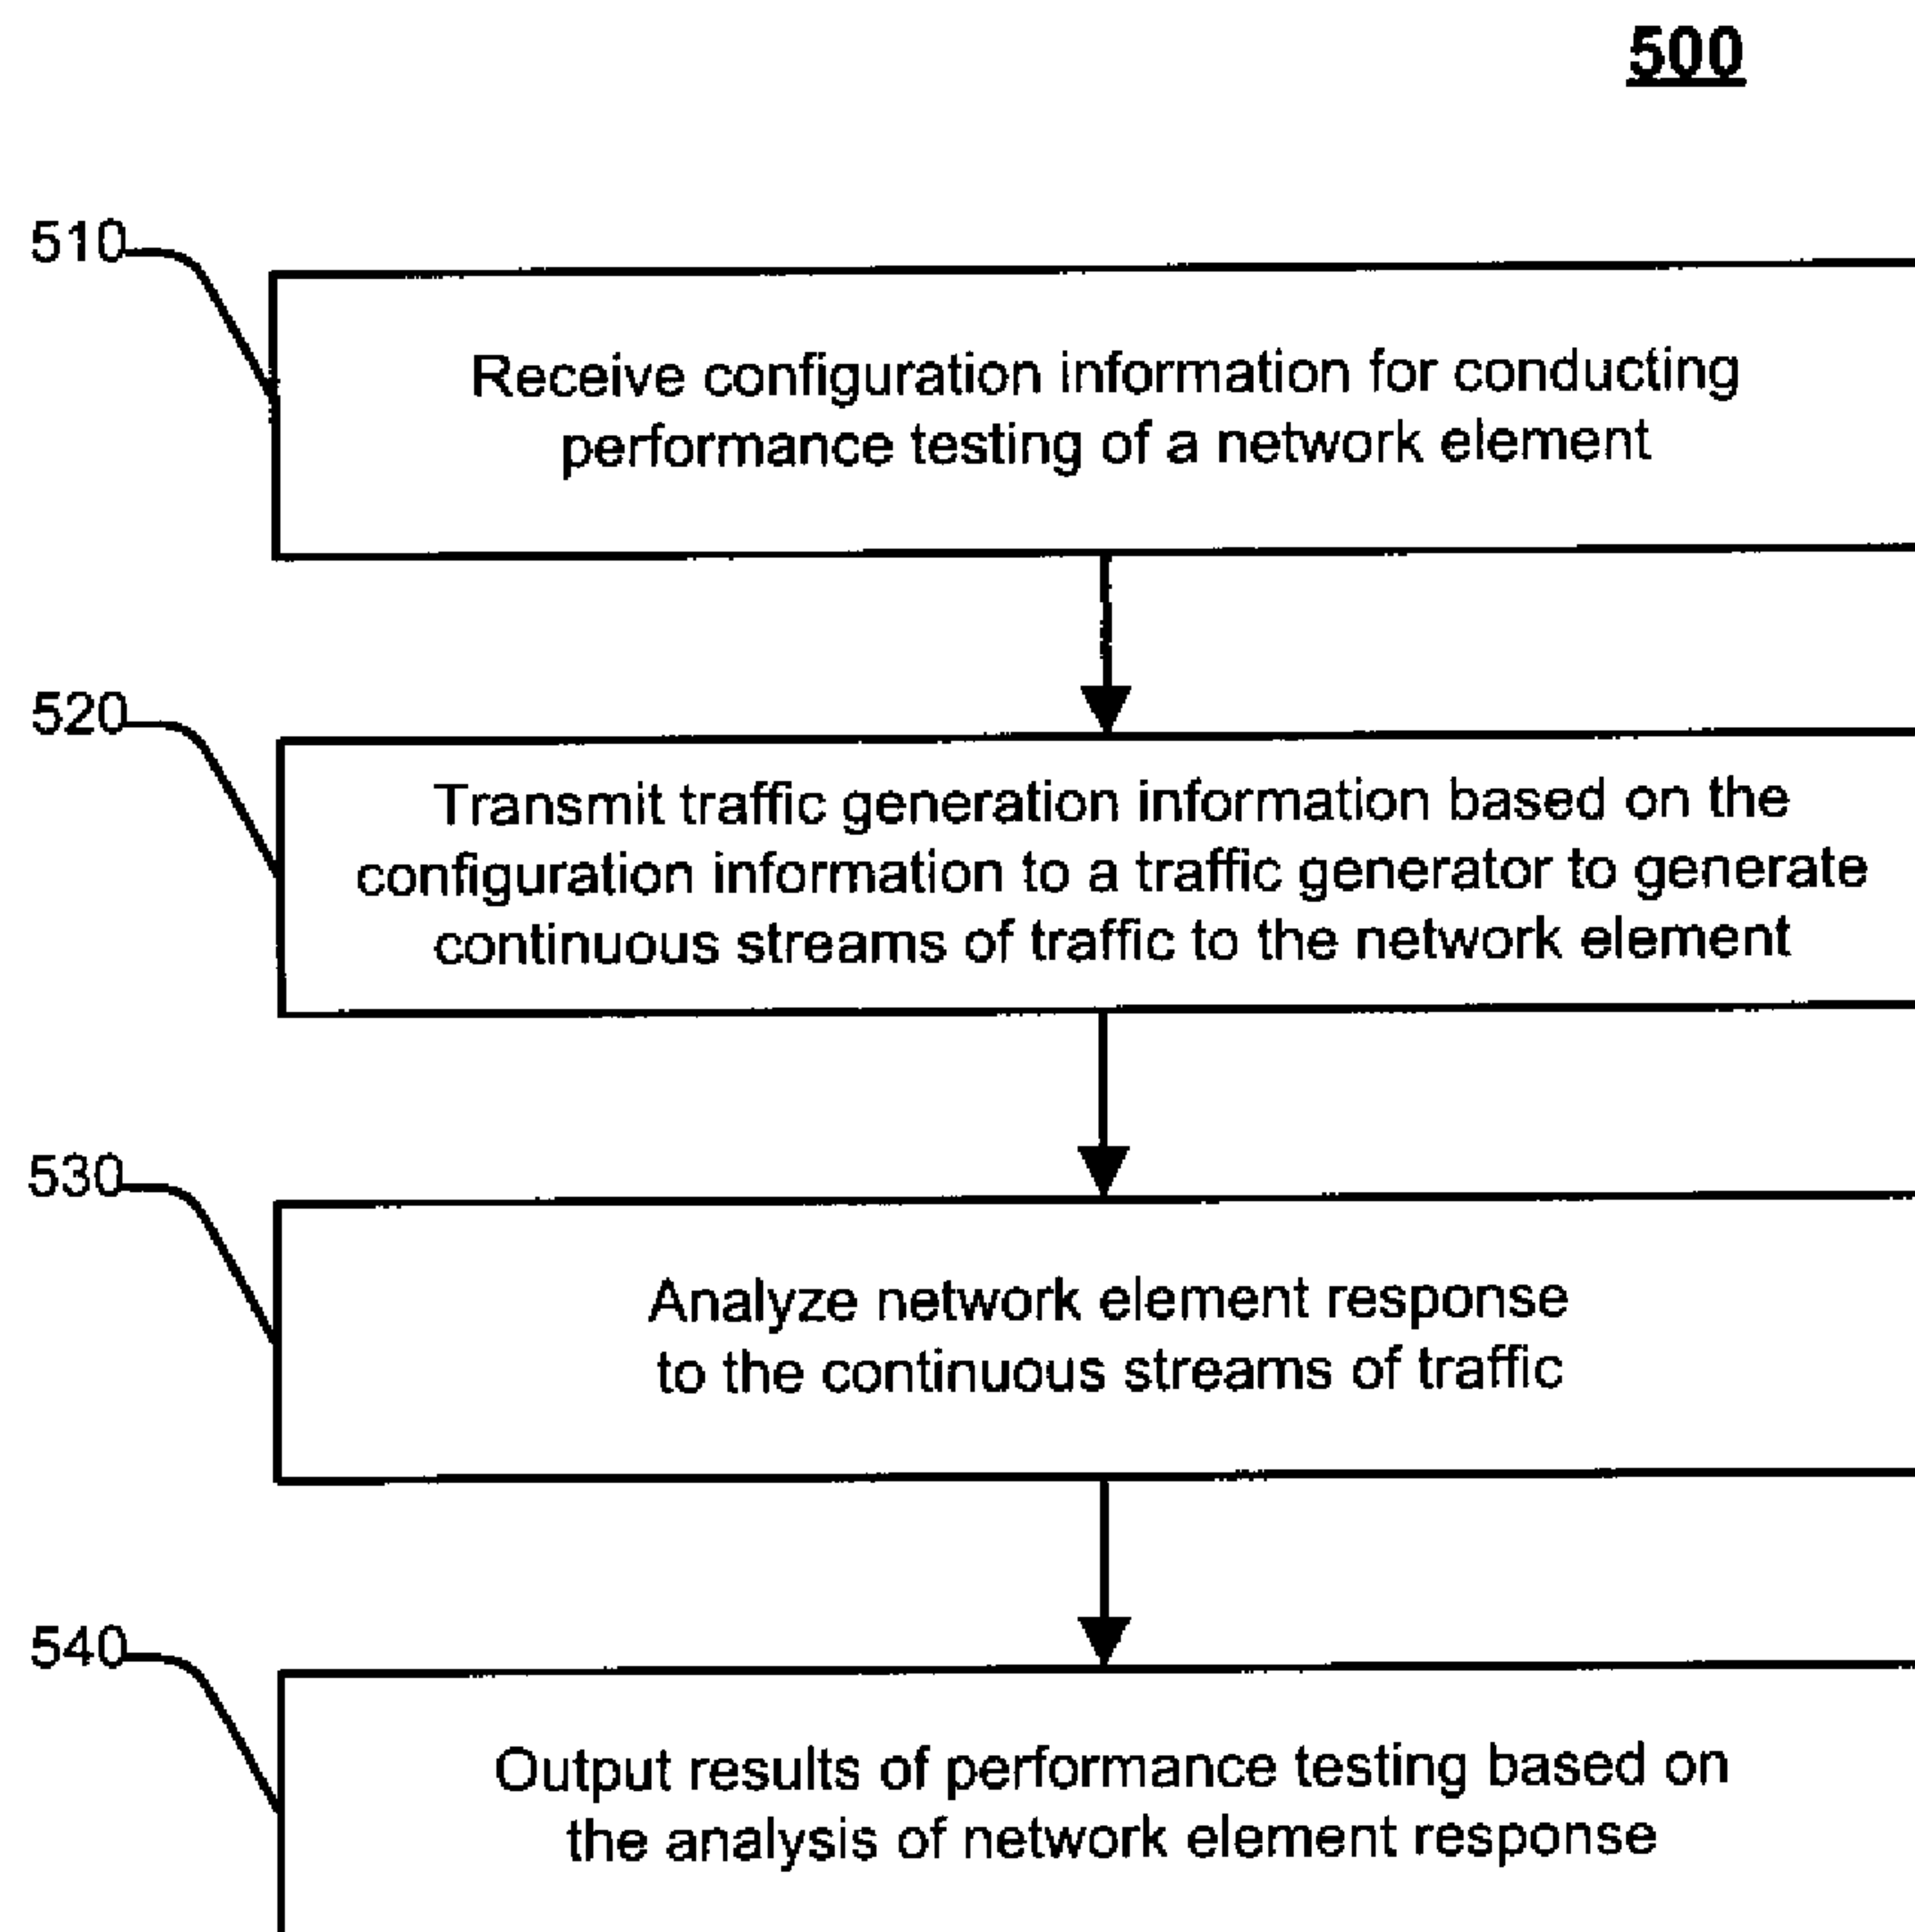 500
510
Receive configuration information for conducting
performance testing of a network element
520
Transmit traffic generation information based on the
configuration information to a traffic generator to generate
continuous streams of traffic to the network element
530
Analyze network element response
to the continuous streams of traffic
540
Output results of performance testing based on
the analysis of network element response